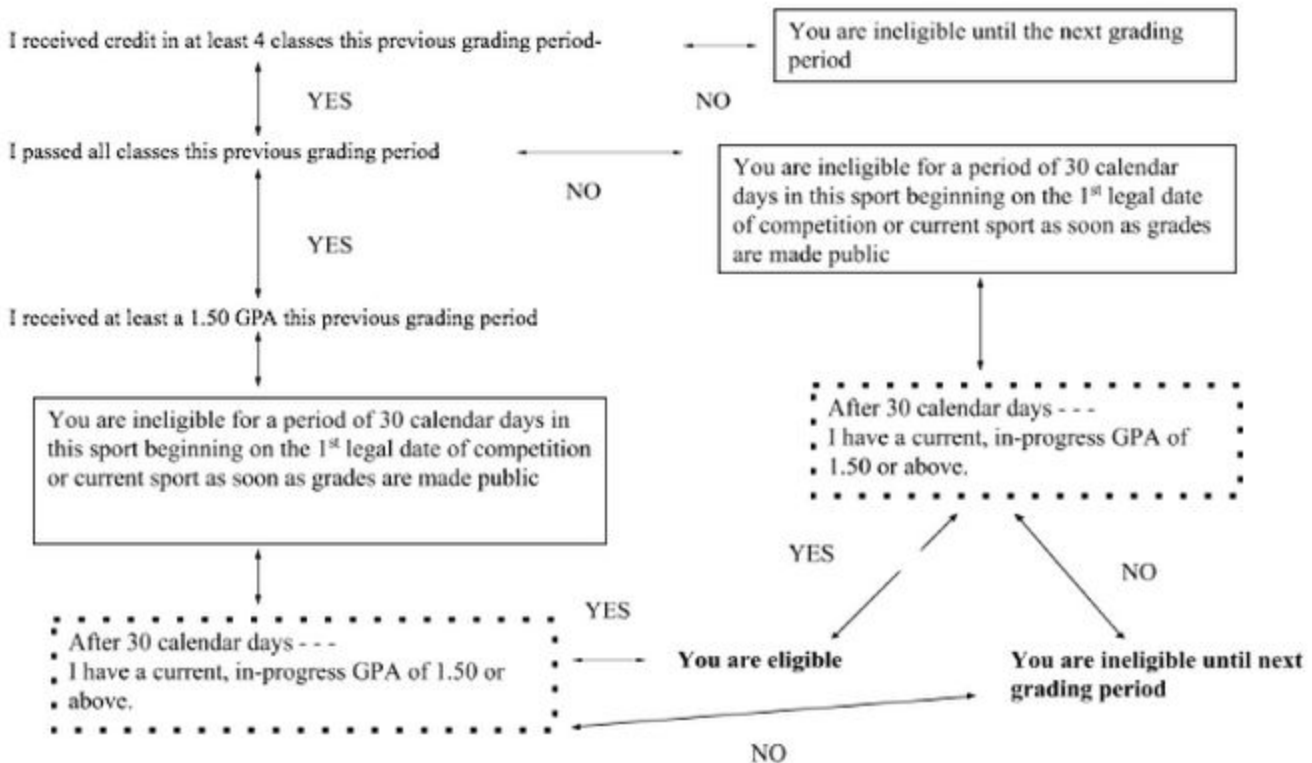 I received credit in at least 4 classes this previous grading period-
You are ineligible until the next grading
period
YES
NO
I passed all classes this previous grading period
You are ineligible for a period of 30 calendar
days in this sport beginning on the 1st legal date
of competition or current sport as soon as grades
are made public
NO
YES
I received at least a 1.50 GPA this previous grading period
You are ineligible for a period of 30 calendar days in
this sport beginning on the 1st legal date of competition
or current sport as soon as grades are made public
After 30 calendar days - - -
I have a current, in-progress GPA of
1.50 or above.
YES
NO
YES
After 30 calendar days - - -
I have a current, in-progress GPA of 1.50 or
above.
You are eligible
You are ineligible until next
grading period
NO